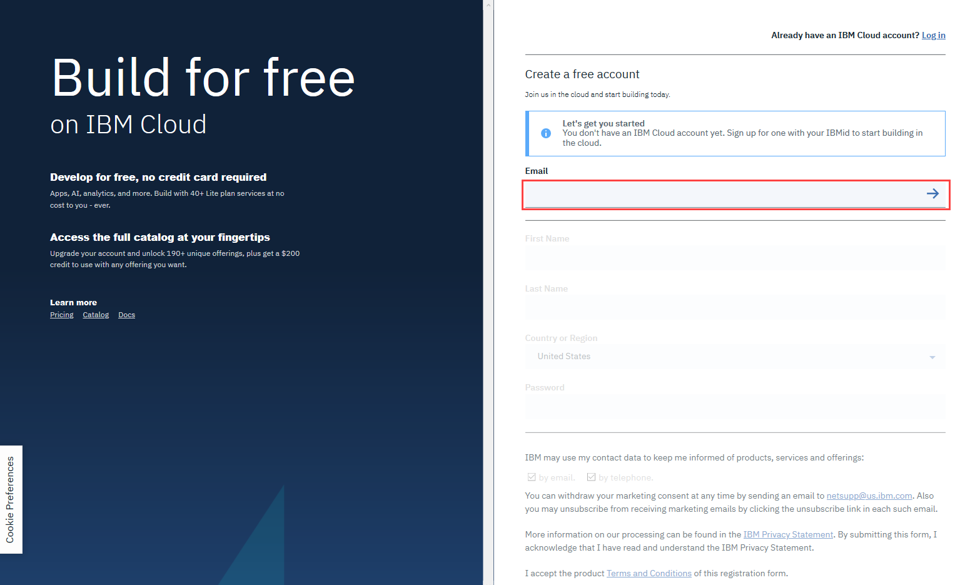 Build for free
on IBM Cloud
Develop for free, no credit card required
Apps, AI, analytics, and more. Build with 40+ Lite plan services at no
cost to you - ever.
Access the full catalog at your fingertips
Upgrade your account and unlock 190+ unique offerings, plus get a $200
credit to use with any offering you want.
Learn more
Pricing Catalog Docs
Cookie Preferences
Already have an IBM Cloud account? Log in
Create a free account
Join us in the cloud and start building today.
Let's get you started
You don't have an IBM Cloud account yet. Sign up for one with your IBMid to start building in
the cloud.
Email
First Name
Last Name
Country or Region
United States
Password
IBM may use my contact data to keep me informed of products, services and offerings:
by email. by telephone.
You can withdraw your marketing consent at any time by sending an email to netsupp@us.ibm.com. Also
you may unsubscribe from receiving marketing emails by clicking the unsubscribe link in each such email.
More information on our processing can be found in the IBM Privacy Statement. By submitting this form, I
acknowledge that I have read and understand the IBM Privacy Statement.
I accept the product Terms and Conditions of this registration form.